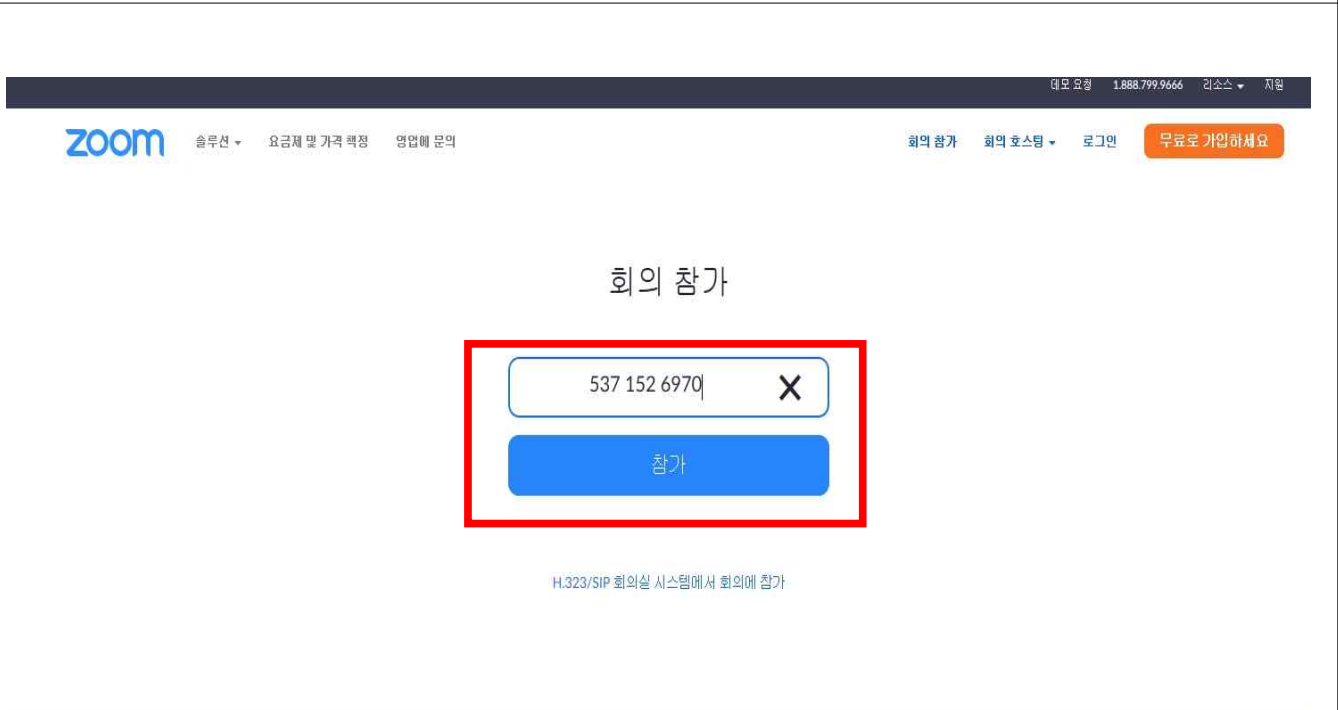 데모 요청 1.888.799.9666 리소스 지원
zoom 솔루션 요금제 및 가격 책정 영업에 문의 회의 참가 회의 호스팅 로그인 무료로 가입하세요
회의 참가
537 152 6970
참가
H.323/SIP 회의실 시스템에서 회의에 참가